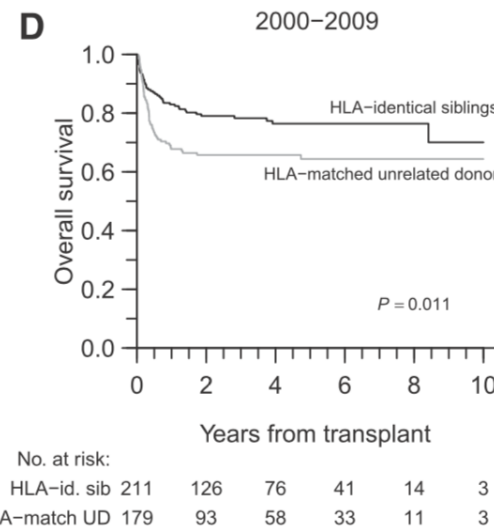 D
2000−2009
1.0
0.8
0.6
0.4
0.2
0.0
Overall survival
HLA−identical siblings
HLA−matched unrelated donor
P = 0.011
0 2 4 6 8 10
Years from transplant
No. at risk:
HLA−id. sib 211 126 76 41 14 3
A−match UD 179 93 58 33 11 3